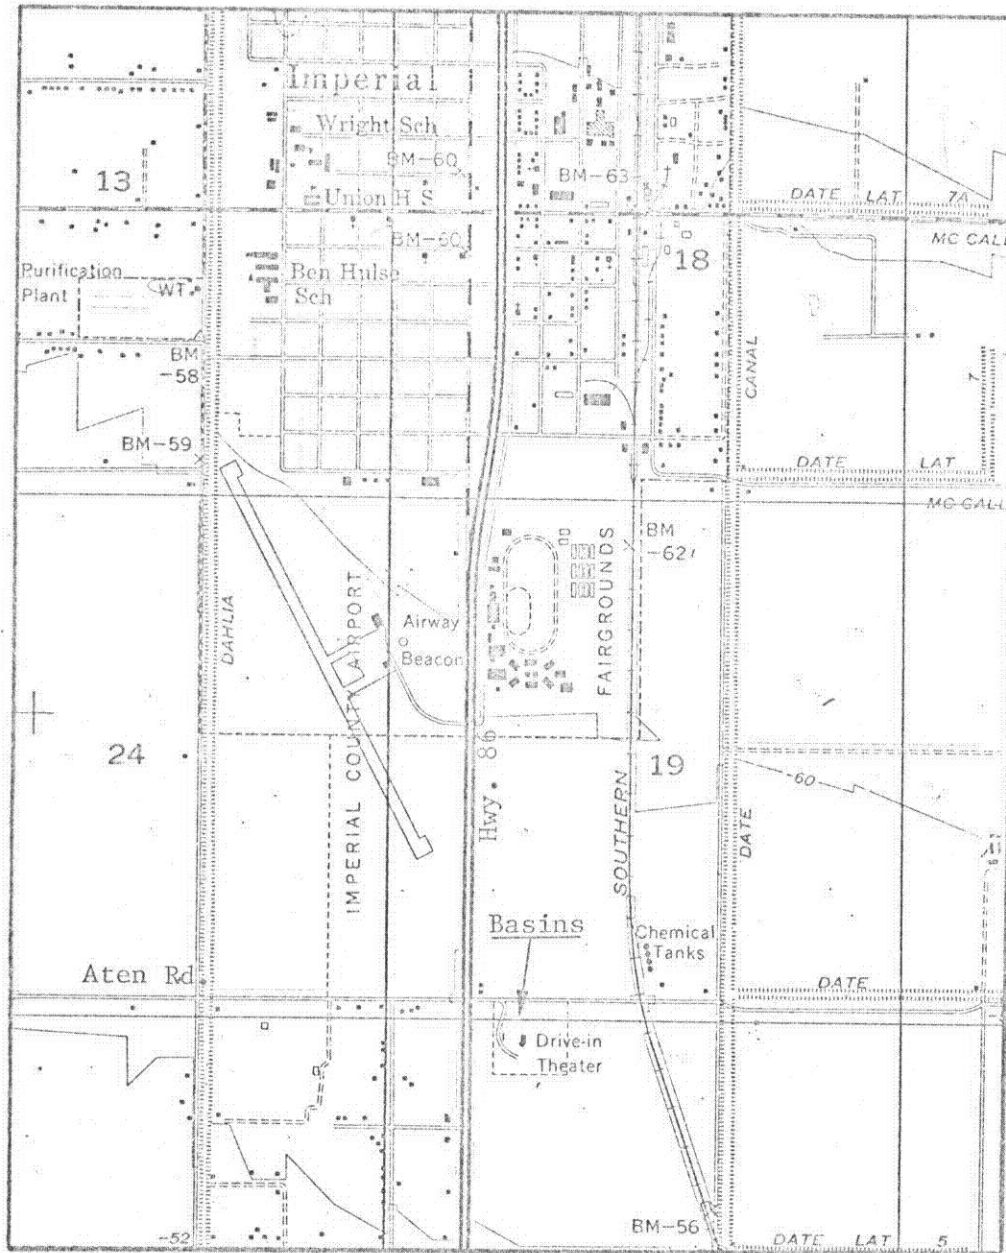 Imperial
Wright Sch
BM-60
13
BM-63
Union H S
DATE LAT 7A
MC CALL
BM-60
18
Purification
Plant
WT
Ben Hulse
Sch
BM
-58
CANAL
7
BM-59
DATE LAT
MC CALL
BM
-62
DAHLIA
IMPERIAL COUNTY AIRPORT
Airway
Beacon
FAIRGROUNDS
24
Hwy. 86
19
SOUTHERN
-60
DATE
Basins
Chemical
Tanks
Aten Rd
DATE
Drive-in
Theater
-52
BM-56
DATE LAT 5